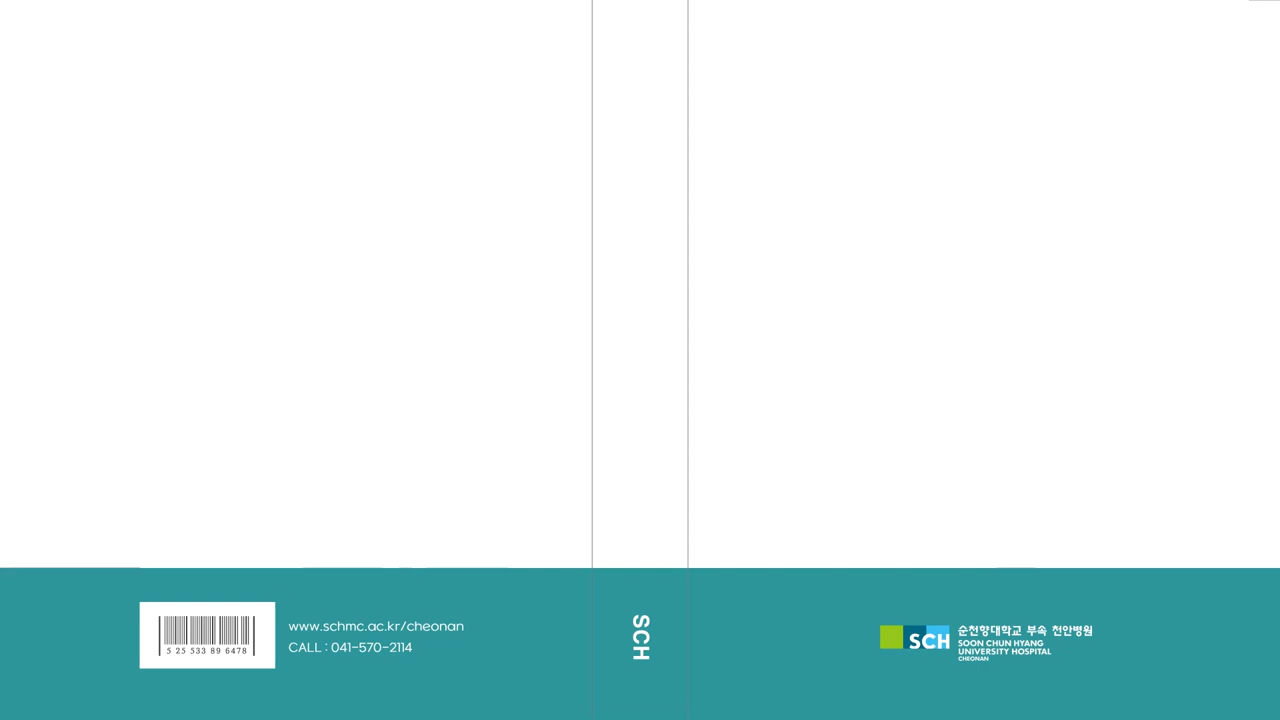 5 25 533 89 6478
www.schmc.ac.kr/cheonan
CALL : 041-570-2114
SCH
SCH
순천향대학교 부속 천안병원
SOON CHUN HYANG
UNIVERSITY HOSPITAL
CHEONAN